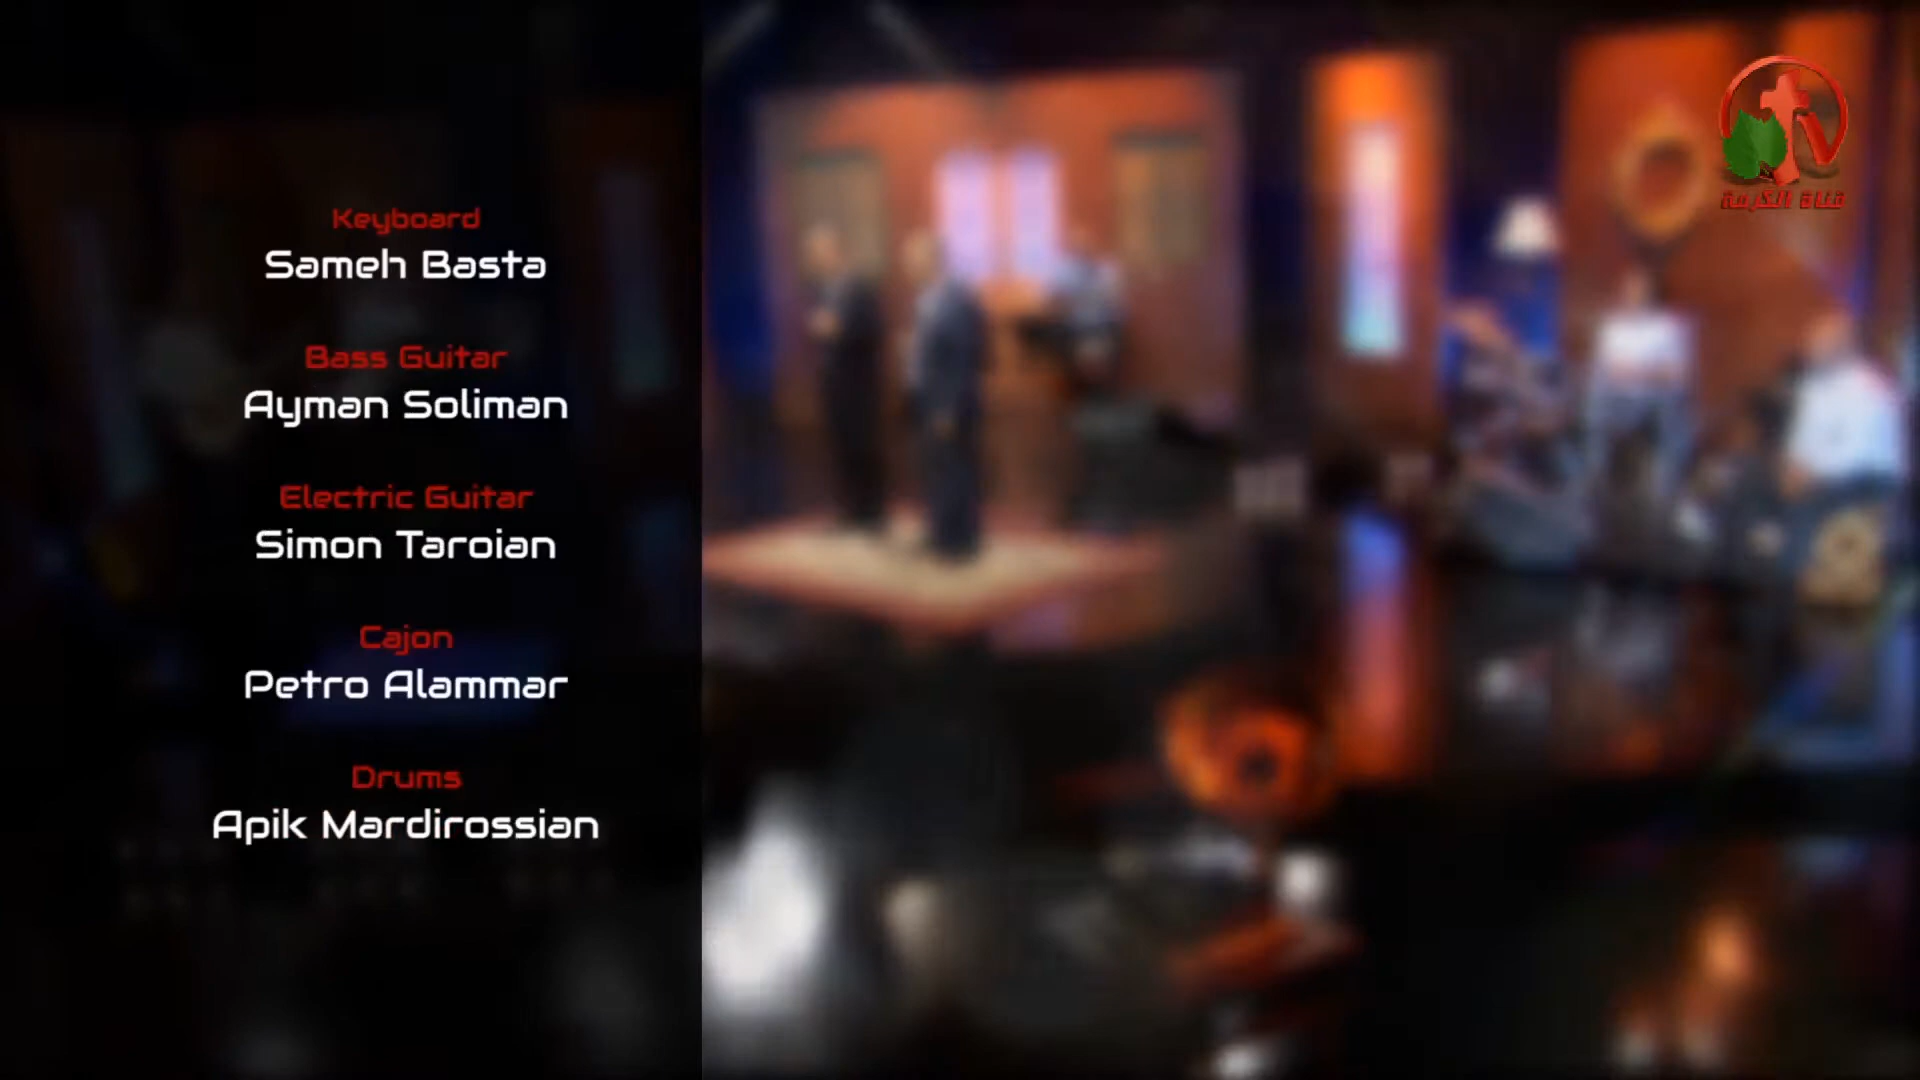 Keyboard
Sameh Basta
Bass Guitar
Ayman Soliman
Electric Guitar
Simon Taroian
Cajon
Petro Alammar
Drums
Apik Mardirossian
tv
قناة الكرمة